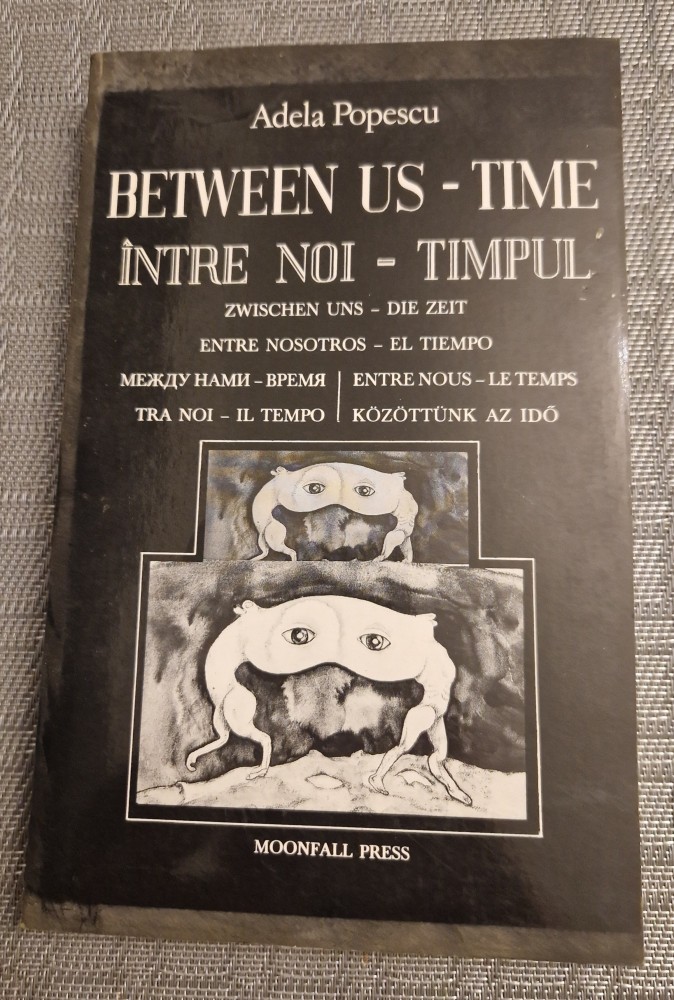 Adela Popescu
BETWEEN US - TIME
ÎNTRE NOI - TIMPUL
ZWISCHEN UNS – DIE ZEIT
ENTRE NOSOTROS – EL TIEMPO
МЕЖДУ НАМИ – ВРЕМЯ
TRA NOI – IL TEMPO
ENTRE NOUS – LE TEMPS
KÖZÖTTÜNK AZ IDŐ
MOONFALL PRESS